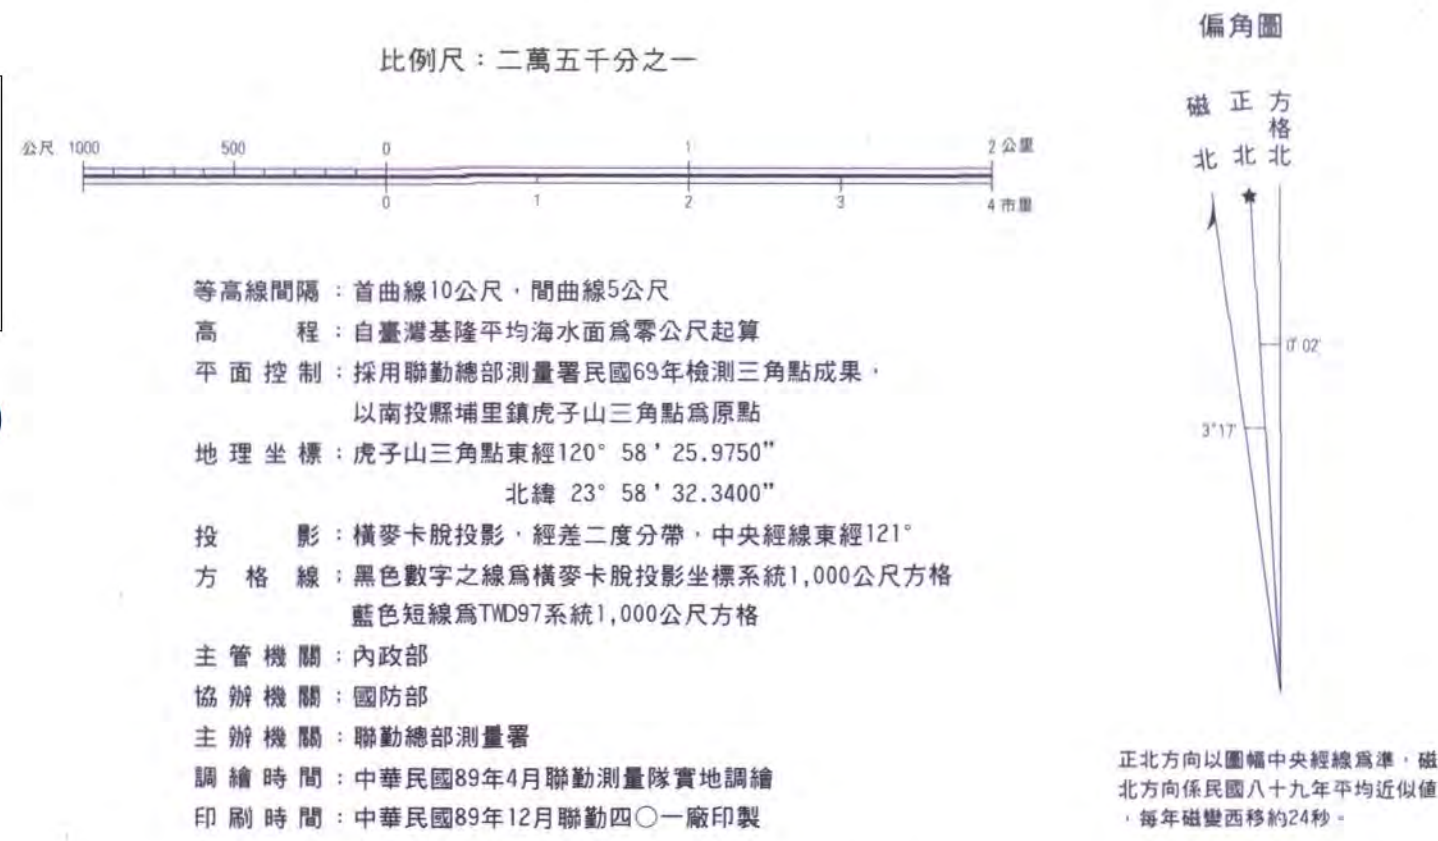 比例尺：二萬五千分之一
公尺 1000 500 0 1 2 公里
0 1 2 3 4 市里
等高線間隔：首曲線10公尺，間曲線5公尺
高程：自臺灣基隆平均海水面為零公尺起算
平面控制：採用聯勤總部測量署民國69年檢測三角點成果，
以南投縣埔里鎮虎子山三角點為原點
地理坐標：虎子山三角點東經120° 58' 25.9750"
北緯 23° 58' 32.3400"
投影：橫麥卡脫投影，經差二度分帶，中央經線東經121°
方格線：黑色數字之線為橫麥卡脫投影坐標系統1,000公尺方格
藍色短線為TWD97系統1,000公尺方格
主管機關：內政部
協辦機關：國防部
主辦機關：聯勤總部測量署
調繪時間：中華民國89年4月聯勤測量隊實地調繪
印刷時間：中華民國89年12月聯勤四〇一廠印製
偏角圖
磁北
正北
方格北
0°02'
3°17'
正北方向以圖幅中央經線為準，磁
北方向係民國八十九年平均近似值
，每年磁變西移約24秒。